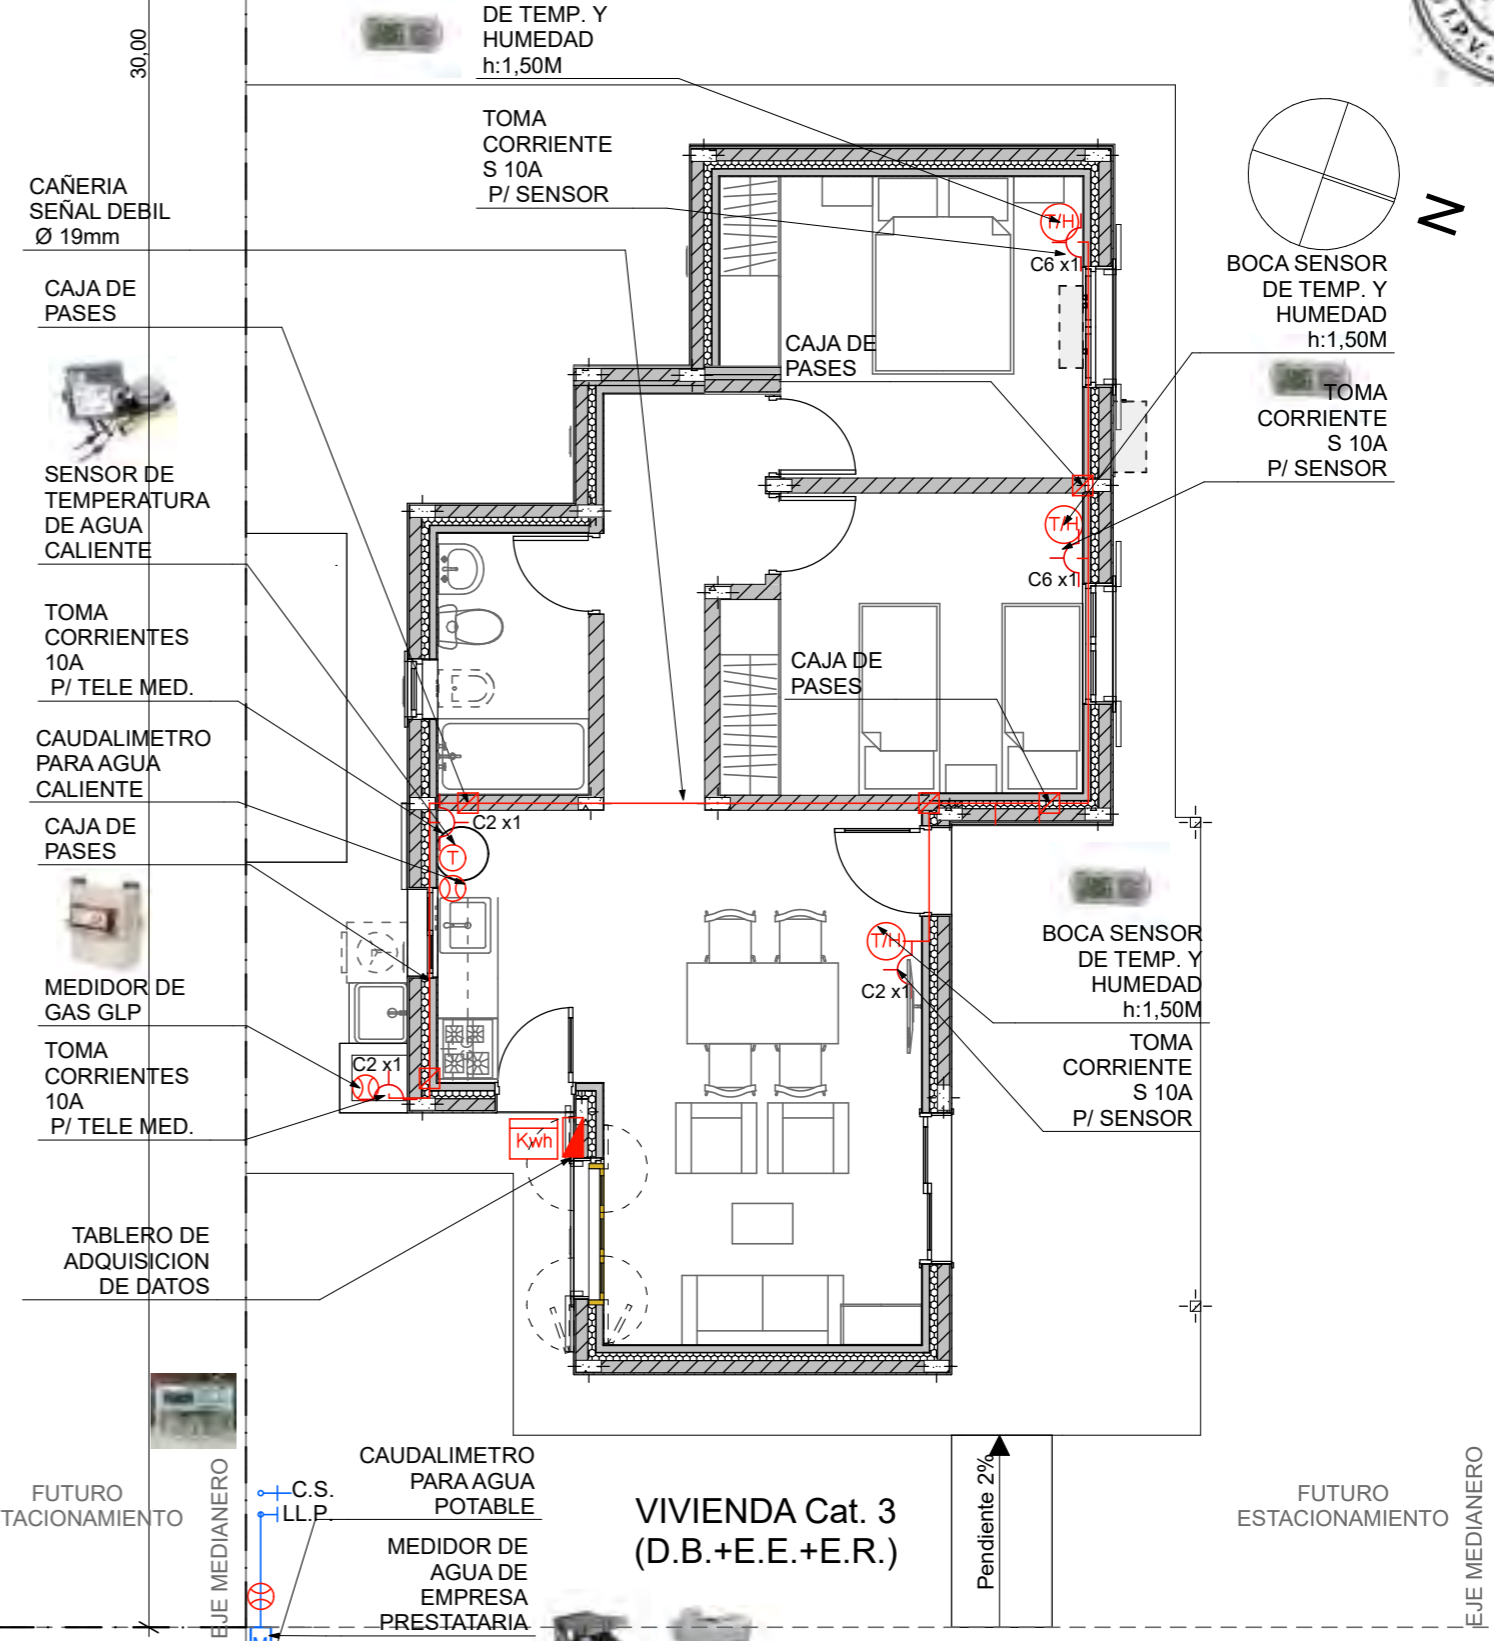 30,00
DE TEMP. Y
HUMEDAD
h:1,50M
I.P.V.
TOMA
CORRIENTE
S 10A
P/ SENSOR
CAÑERIA
SEÑAL DEBIL
Ø 19mm
CAJA DE
PASES
SENSOR DE
TEMPERATURA
DE AGUA
CALIENTE
TOMA
CORRIENTES
10A
P/ TELE MED.
CAUDALIMETRO
PARA AGUA
CALIENTE
CAJA DE
PASES
MEDIDOR DE
GAS GLP
TOMA
CORRIENTES
10A
P/ TELE MED.
TABLERO DE
ADQUISICION
DE DATOS
N
BOCA SENSOR
DE TEMP. Y
HUMEDAD
h:1,50M
TOMA
CORRIENTE
S 10A
P/ SENSOR
T/H
C6 x1
CAJA DE
PASES
T/H
C6 x1
CAJA DE
PASES
C2 x1
T
T/H
C2 x1
C2 x1
Kwh
BOCA SENSOR
DE TEMP. Y
HUMEDAD
h:1,50M
TOMA
CORRIENTE
S 10A
P/ SENSOR
FUTURO
TACIONAMIENTO
EJE MEDIANERO
C.S.
LL.P.
CAUDALIMETRO
PARA AGUA
POTABLE
MEDIDOR DE
AGUA DE
EMPRESA
PRESTATARIA
M
VIVIENDA Cat. 3
(D.B.+E.E.+E.R.)
Pendiente 2%
FUTURO
ESTACIONAMIENTO
EJE MEDIANERO